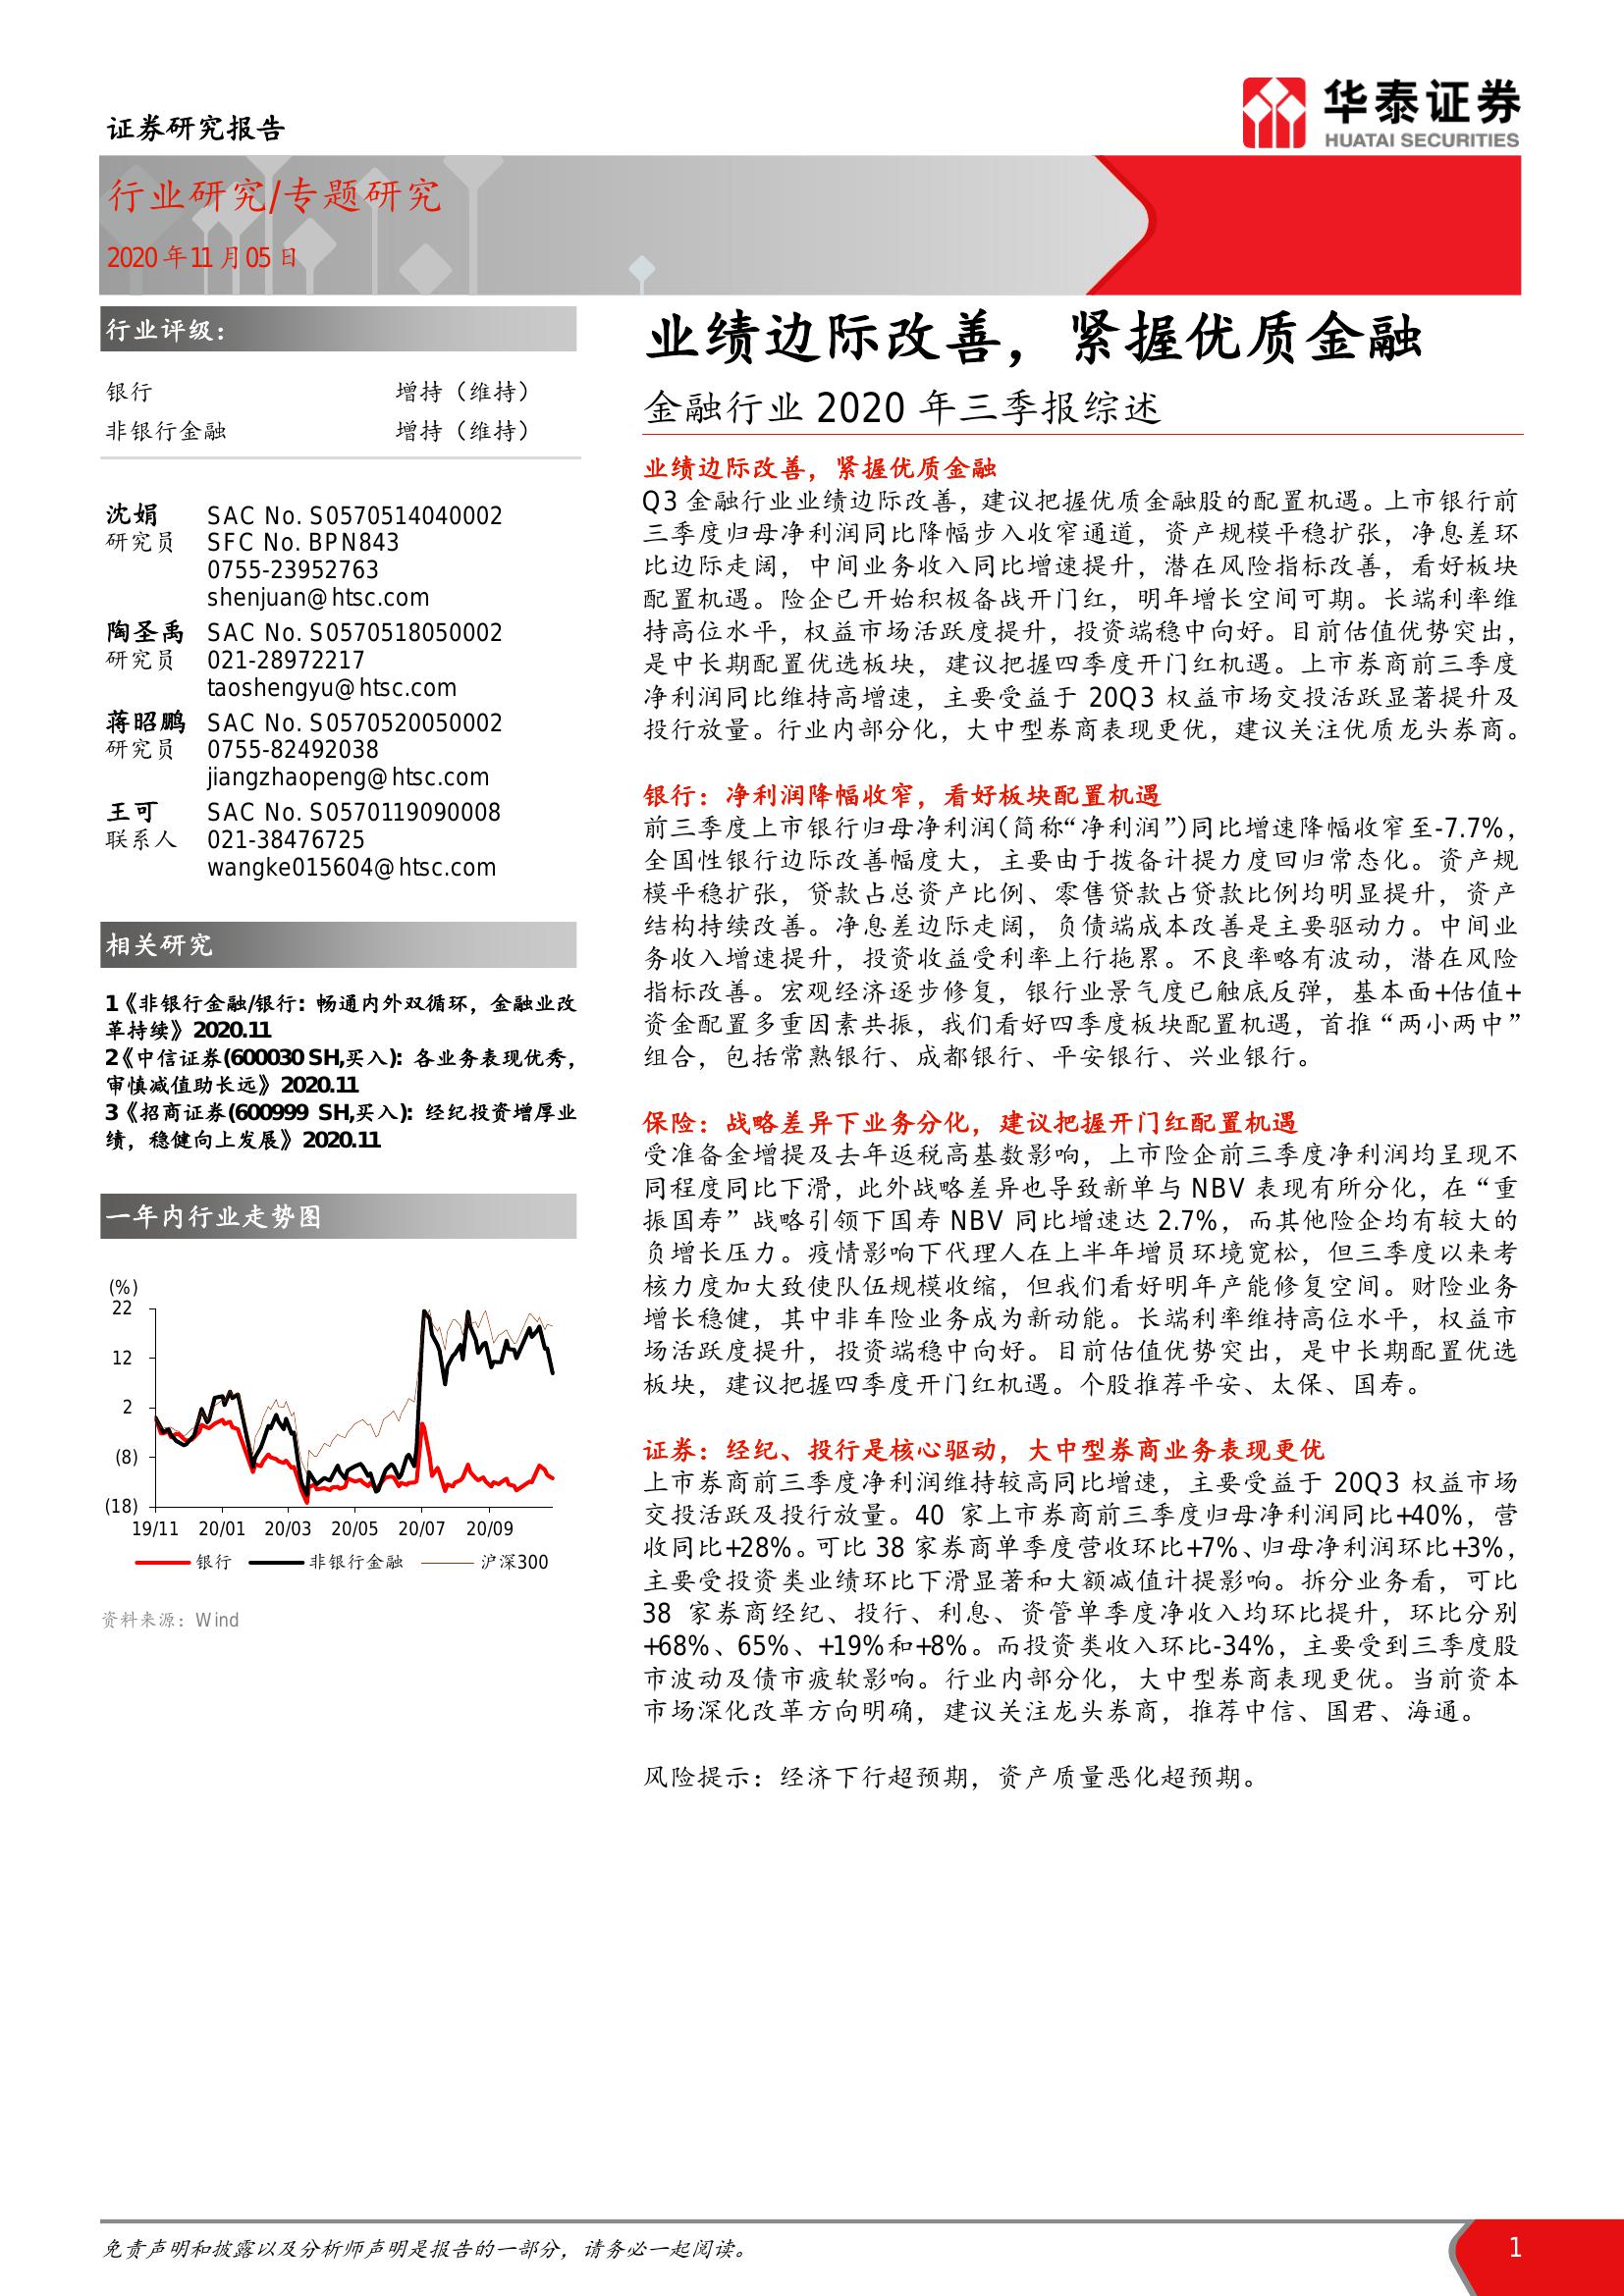 证券研究报告
华泰证券
HUATAI SECURITIES
行业研究/专题研究
2020年11月05日
行业评级：
银行 增持（维持）
非银行金融 增持（维持）
沈娟 SAC No. S0570514040002
研究员 SFC No. BPN843
0755-23952763
shenjuan@htsc.com
陶圣禹 SAC No. S0570518050002
研究员 021-28972217
taoshengyu@htsc.com
蒋昭鹏 SAC No. S0570520050002
研究员 0755-82492038
jiangzhaopeng@htsc.com
王可 SAC No. S0570119090008
联系人 021-38476725
wangke015604@htsc.com
相关研究
1《非银行金融/银行: 畅通内外双循环，金融业改
革持续》2020.11
2《中信证券(600030 SH,买入): 各业务表现优秀，
审慎减值助长远》2020.11
3《招商证券(600999 SH,买入): 经纪投资增厚业
绩，稳健向上发展》2020.11
一年内行业走势图
(%)
22
12
2
(8)
(18)
19/11 20/01 20/03 20/05 20/07 20/09
银行 非银行金融 沪深300
资料来源：Wind
业绩边际改善，紧握优质金融
金融行业 2020 年三季报综述
业绩边际改善，紧握优质金融
Q3 金融行业业绩边际改善，建议把握优质金融股的配置机遇。上市银行前
三季度归母净利润同比降幅步入收窄通道，资产规模平稳扩张，净息差环
比边际走阔，中间业务收入同比增速提升，潜在风险指标改善，看好板块
配置机遇。险企已开始积极备战开门红，明年增长空间可期。长端利率维
持高位水平，权益市场活跃度提升，投资端稳中向好。目前估值优势突出，
是中长期配置优选板块，建议把握四季度开门红机遇。上市券商前三季度
净利润同比维持高增速，主要受益于 20Q3 权益市场交投活跃显著提升及
投行放量。行业内部分化，大中型券商表现更优，建议关注优质龙头券商。
银行：净利润降幅收窄，看好板块配置机遇
前三季度上市银行归母净利润(简称“净利润”)同比增速降幅收窄至-7.7%，
全国性银行边际改善幅度大，主要由于拨备计提力度回归常态化。资产规
模平稳扩张，贷款占总资产比例、零售贷款占贷款比例均明显提升，资产
结构持续改善。净息差边际走阔，负债端成本改善是主要驱动力。中间业
务收入增速提升，投资收益受利率上行拖累。不良率略有波动，潜在风险
指标改善。宏观经济逐步修复，银行业景气度已触底反弹，基本面+估值+
资金配置多重因素共振，我们看好四季度板块配置机遇，首推“两小两中”
组合，包括常熟银行、成都银行、平安银行、兴业银行。
保险：战略差异下业务分化，建议把握开门红配置机遇
受准备金增提及去年返税高基数影响，上市险企前三季度净利润均呈现不
同程度同比下滑，此外战略差异也导致新单与 NBV 表现有所分化，在“重
振国寿”战略引领下国寿 NBV 同比增速达 2.7%，而其他险企均有较大的
负增长压力。疫情影响下代理人在上半年增员环境宽松，但三季度以来考
核力度加大致使队伍规模收缩，但我们看好明年产能修复空间。财险业务
增长稳健，其中非车险业务成为新动能。长端利率维持高位水平，权益市
场活跃度提升，投资端稳中向好。目前估值优势突出，是中长期配置优选
板块，建议把握四季度开门红机遇。个股推荐平安、太保、国寿。
证券：经纪、投行是核心驱动，大中型券商业务表现更优
上市券商前三季度净利润维持较高同比增速，主要受益于 20Q3 权益市场
交投活跃及投行放量。40 家上市券商前三季度归母净利润同比+40%，营
收同比+28%。可比 38 家券商单季度营收环比+7%、归母净利润环比+3%，
主要受投资类业绩环比下滑显著和大额减值计提影响。拆分业务看，可比
38 家券商经纪、投行、利息、资管单季度净收入均环比提升，环比分别
+68%、65%、+19%和+8%。而投资类收入环比-34%，主要受到三季度股
市波动及债市疲软影响。行业内部分化，大中型券商表现更优。当前资本
市场深化改革方向明确，建议关注龙头券商，推荐中信、国君、海通。
风险提示：经济下行超预期，资产质量恶化超预期。
免责声明和披露以及分析师声明是报告的一部分，请务必一起阅读。
1